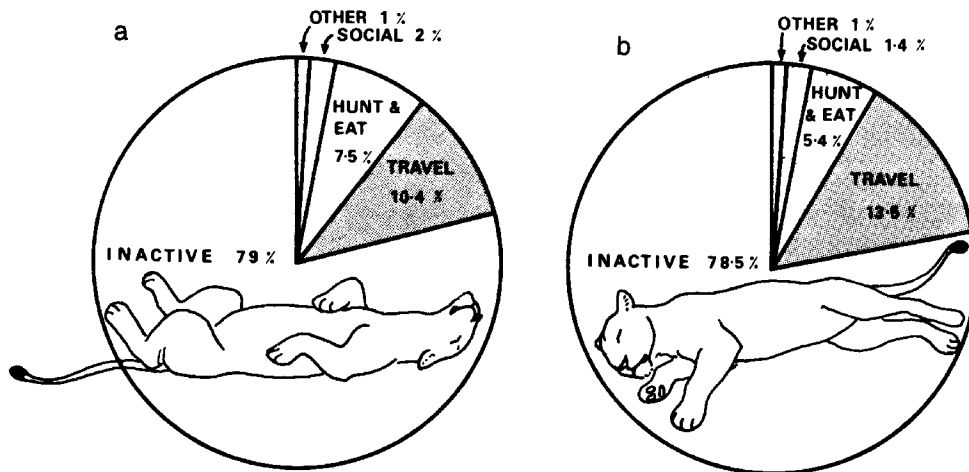 a
OTHER 1 %
SOCIAL 2 %
HUNT &
EAT
7·5 %
TRAVEL
10·4 %
INACTIVE 79 %
b
OTHER 1 %
SOCIAL 1·4 %
HUNT
& EAT
5·4 %
TRAVEL
13·6 %
INACTIVE 78·5 %